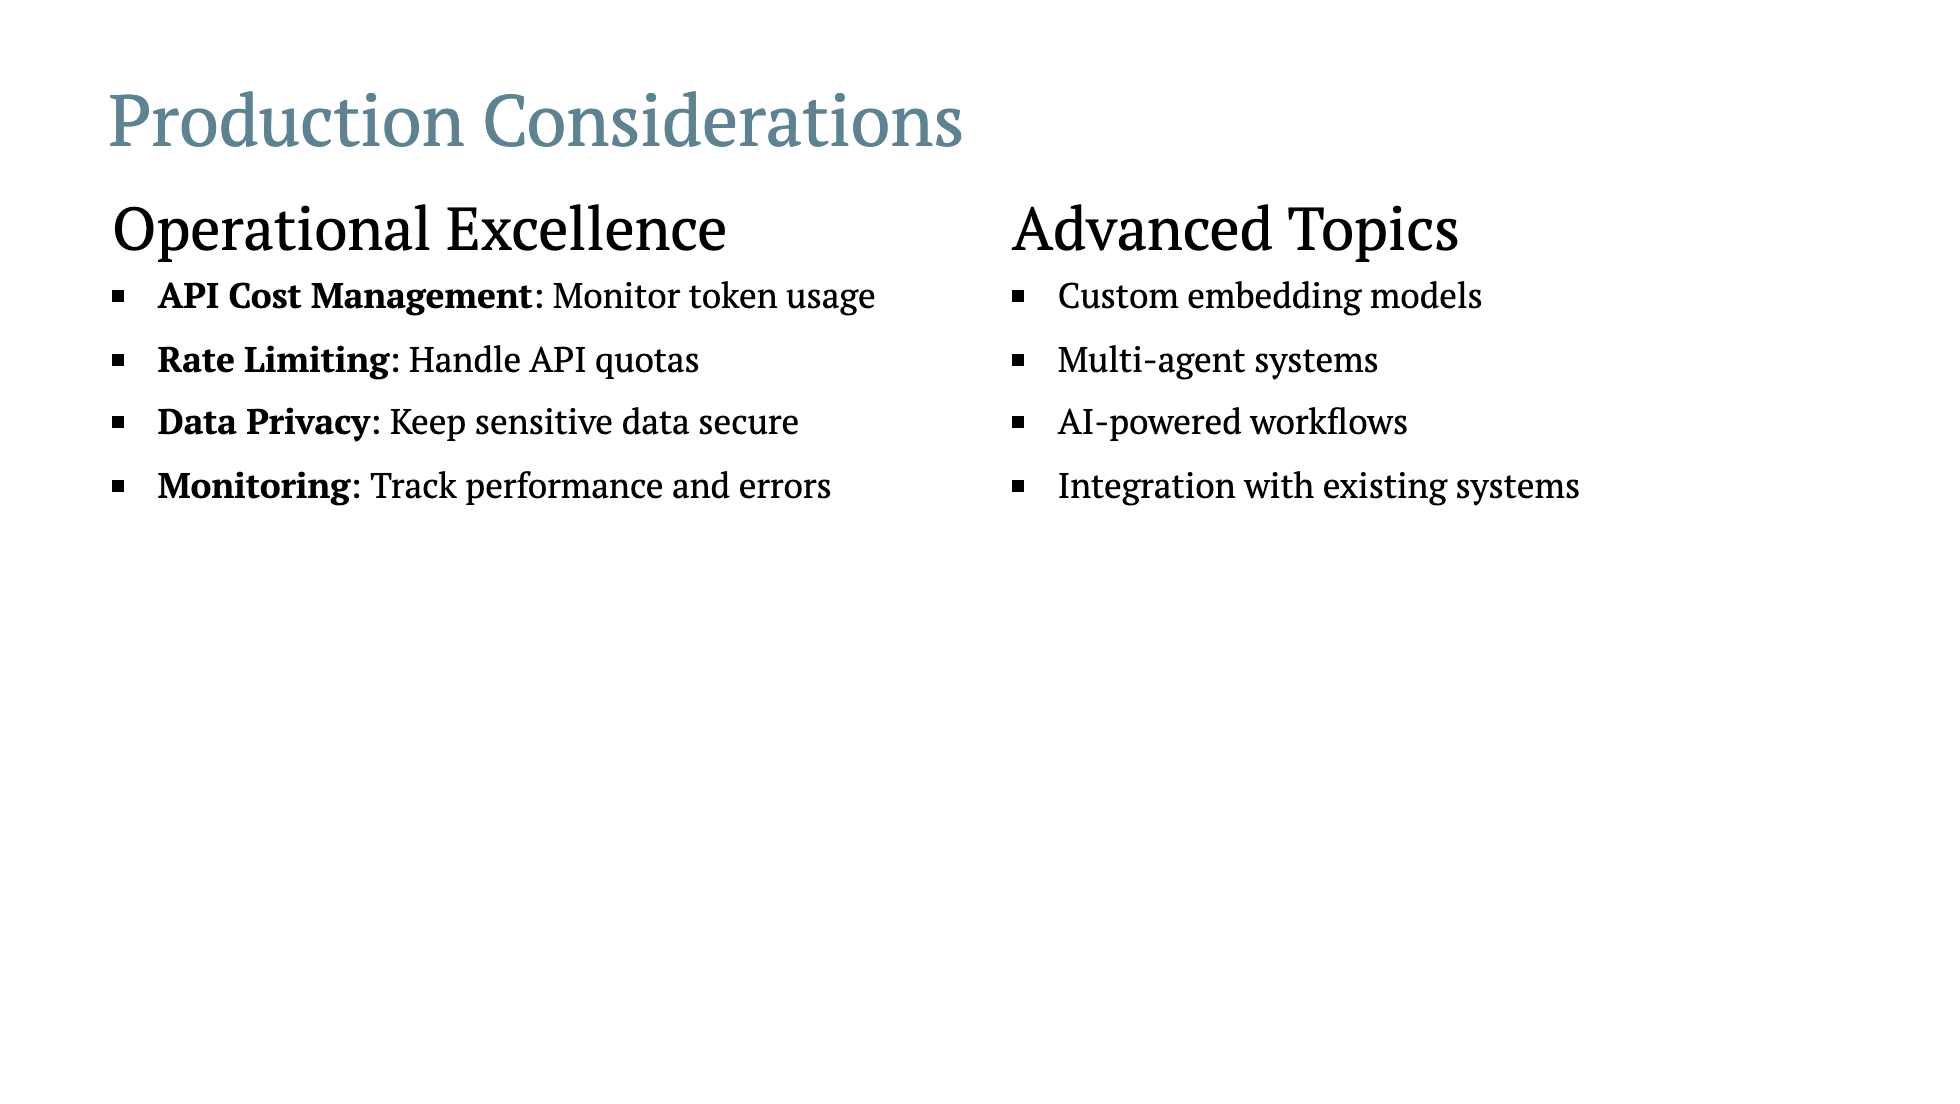 Production Considerations
Operational Excellence
API Cost Management: Monitor token usage
Rate Limiting: Handle API quotas
Data Privacy: Keep sensitive data secure
Monitoring: Track performance and errors
Advanced Topics
Custom embedding models
Multi-agent systems
AI-powered workflows
Integration with existing systems